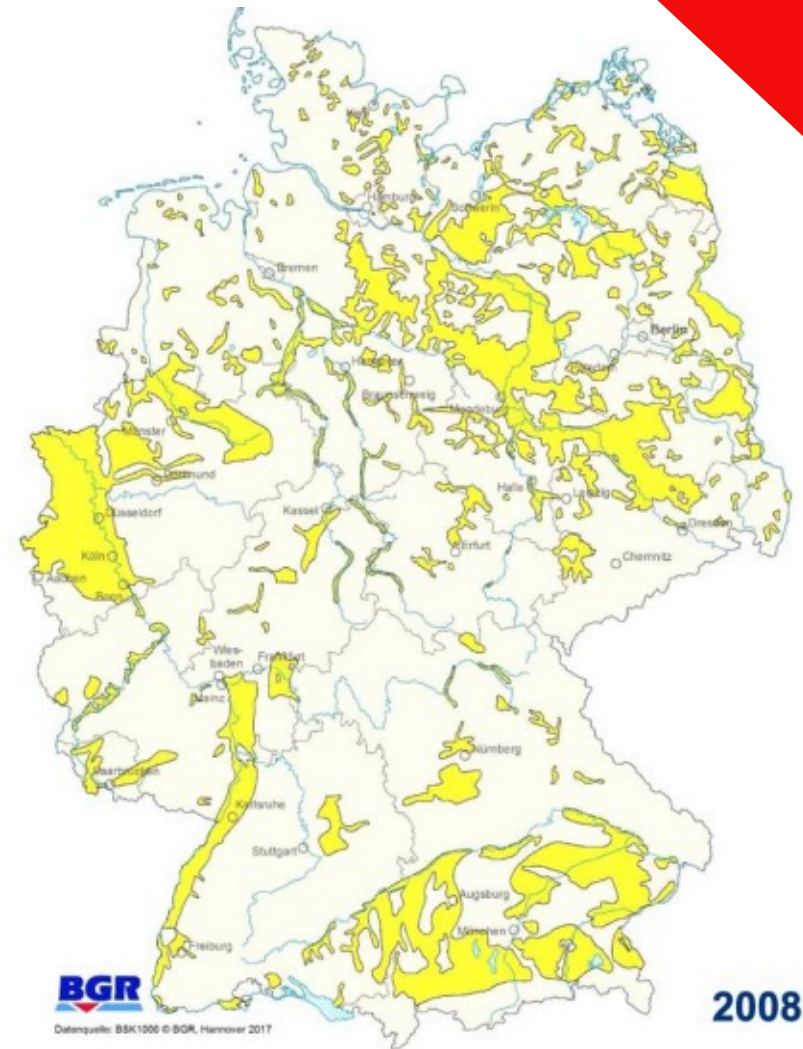 Kiel
Hamburg
Schwerin
Bremen
Berlin
Hannover
Potsdam
Braunschweig
Magdeburg
Münster
Dortmund
Halle
Leipzig
Düsseldorf
Kassel
Dresden
Köln
Erfurt
Chemnitz
Aachen
Bonn
Wies-
baden
Frankfurt
Mainz
Nürnberg
Saarbrücken
Karlsruhe
Stuttgart
Augsburg
München
Freiburg
BGR
2008
Datenquelle: BSK1000 © BGR, Hannover 2017